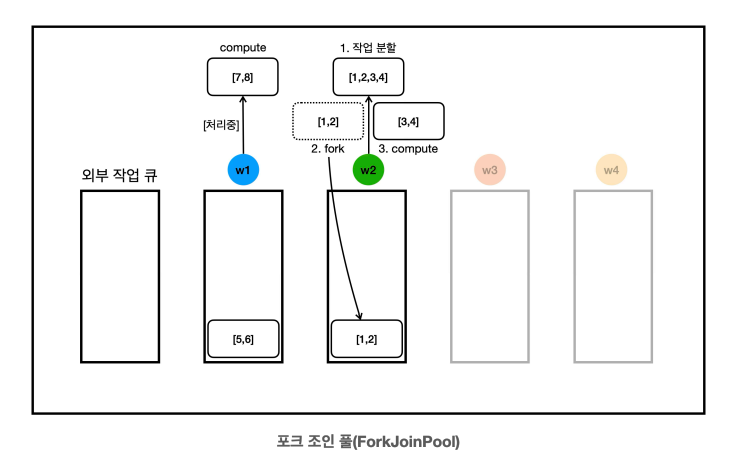 compute
1. 작업 분할
[7,8]
[1,2,3,4]
[처리중]
[1,2]
[3,4]
2. fork
3. compute
외부 작업 큐
w1
w2
w3
w4
[5,6]
[1,2]
포크 조인 풀(ForkJoinPool)